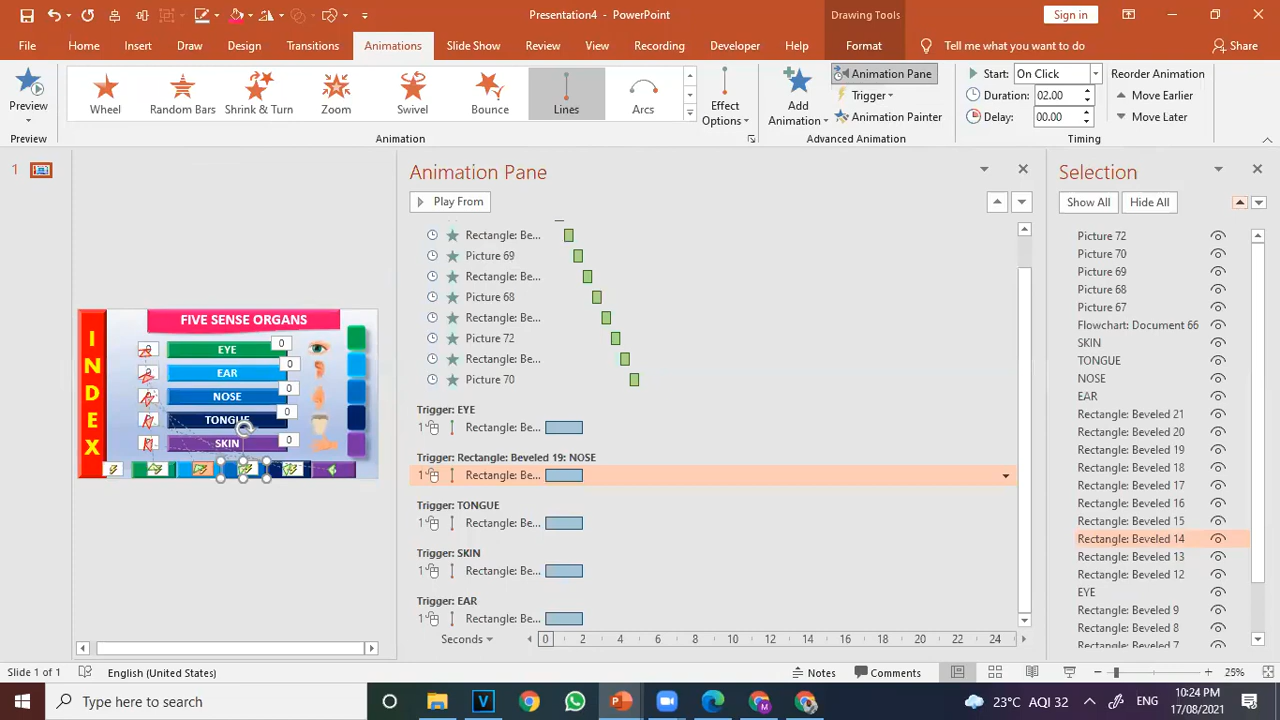 Presentation4 - PowerPoint
Drawing Tools
Sign in
File
Home
Insert
Draw
Design
Transitions
Animations
Slide Show
Review
View
Recording
Developer
Help
Format
Tell me what you want to do
Share
Preview
Wheel
Random Bars
Shrink & Turn
Zoom
Swivel
Bounce
Lines
Arcs
Effect
Options
Add
Animation
Animation Pane
Trigger
Animation Painter
Start: On Click
Duration: 02.00
Delay: 00.00
Reorder Animation
Move Earlier
Move Later
Preview
Animation
Advanced Animation
Timing
1
INDEX
FIVE SENSE ORGANS
EYE
0
EAR
0
NOSE
0
TONGUE
0
SKIN
0
Animation Pane
Play From
Rectangle: Be...
Picture 69
Rectangle: Be...
Picture 68
Rectangle: Be...
Picture 72
Rectangle: Be...
Picture 70
Trigger: EYE
1 Rectangle: Be...
Trigger: Rectangle: Beveled 19: NOSE
1 Rectangle: Be...
Trigger: TONGUE
1 Rectangle: Be...
Trigger: SKIN
1 Rectangle: Be...
Trigger: EAR
1 Rectangle: Be...
Seconds
0 2 4 6 8 10 12 14 16 18 20 22 24
Selection
Show All
Hide All
Picture 72
Picture 70
Picture 69
Picture 68
Picture 67
Flowchart: Document 66
SKIN
TONGUE
NOSE
EAR
Rectangle: Beveled 21
Rectangle: Beveled 20
Rectangle: Beveled 19
Rectangle: Beveled 18
Rectangle: Beveled 17
Rectangle: Beveled 16
Rectangle: Beveled 15
Rectangle: Beveled 14
Rectangle: Beveled 13
Rectangle: Beveled 12
EYE
Rectangle: Beveled 9
Rectangle: Beveled 8
Rectangle: Beveled 7
Slide 1 of 1
English (United States)
Notes
Comments
25%
Type here to search
23°C AQI 32
ENG
10:24 PM
17/08/2021